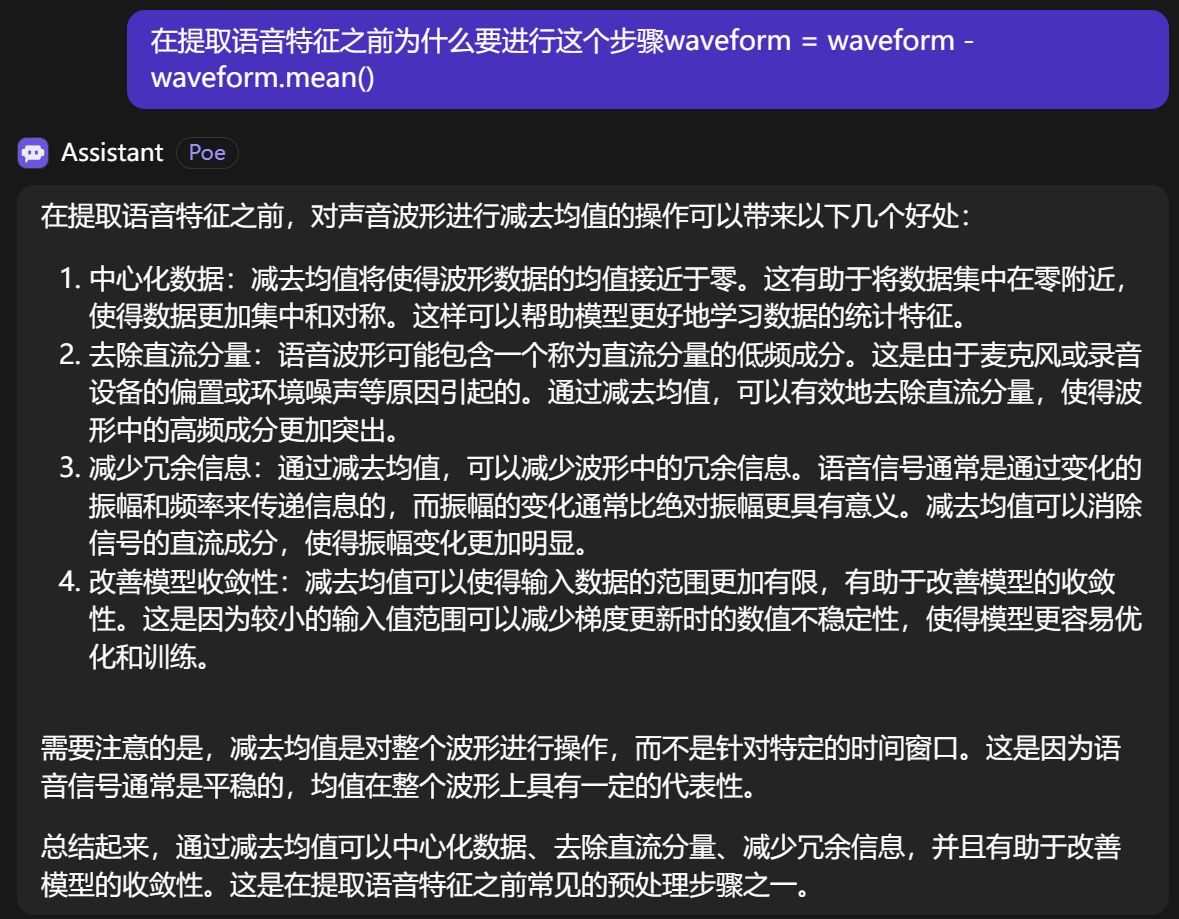 在提取语音特征之前为什么要进行这个步骤waveform = waveform -
waveform.mean()
Assistant Poe
在提取语音特征之前，对声音波形进行减去均值的操作可以带来以下几个好处：
1. 中心化数据：减去均值将使得波形数据的均值接近于零。这有助于将数据集中在零附近，
使得数据更加集中和对称。这样可以帮助模型更好地学习数据的统计特征。
2. 去除直流分量：语音波形可能包含一个称为直流分量的低频成分。这是由于麦克风或录音
设备的偏置或环境噪声等原因引起的。通过减去均值，可以有效地去除直流分量，使得波
形中的高频成分更加突出。
3. 减少冗余信息：通过减去均值，可以减少波形中的冗余信息。语音信号通常是通过变化的
振幅和频率来传递信息的，而振幅的变化通常比绝对振幅更具有意义。减去均值可以消除
信号的直流成分，使得振幅变化更加明显。
4. 改善模型收敛性：减去均值可以使得输入数据的范围更加有限，有助于改善模型的收敛
性。这是因为较小的输入值范围可以减少梯度更新时的数值不稳定性，使得模型更容易优
化和训练。
需要注意的是，减去均值是对整个波形进行操作，而不是针对特定的时间窗口。这是因为语
音信号通常是平稳的，均值在整个波形上具有一定的代表性。
总结起来，通过减去均值可以中心化数据、去除直流分量、减少冗余信息，并且有助于改善
模型的收敛性。这是在提取语音特征之前常见的预处理步骤之一。